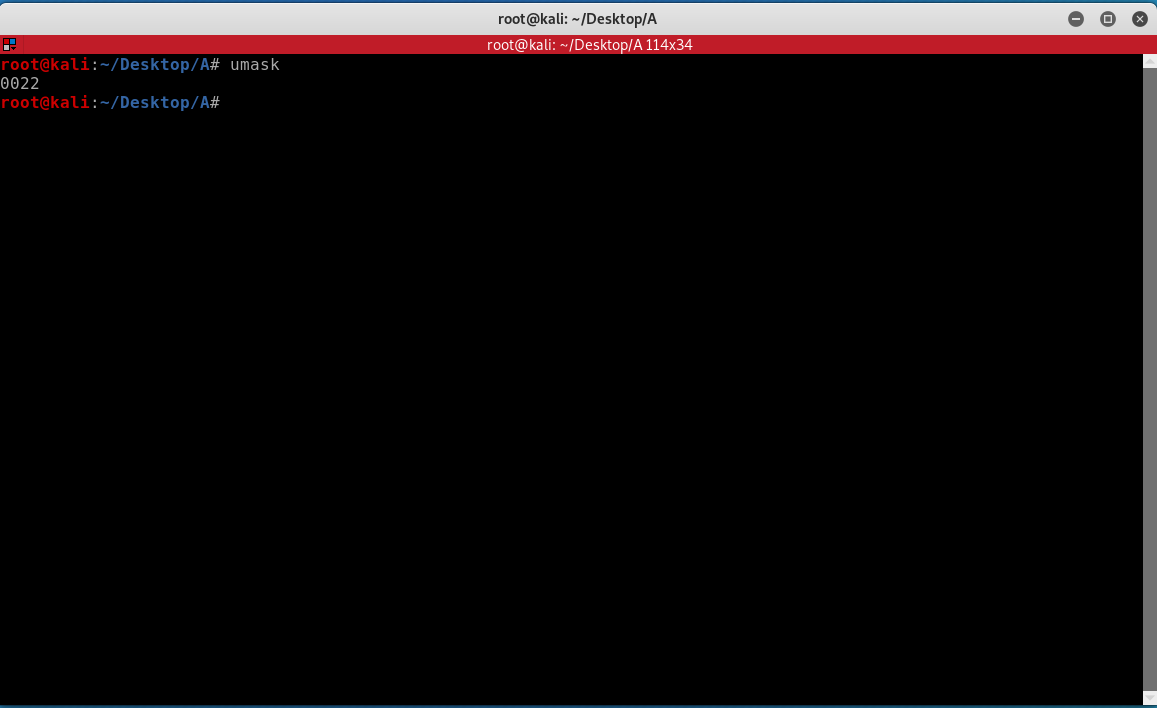 root@kali: ~/Desktop/A
root@kali: ~/Desktop/A 114x34
root@kali:~/Desktop/A# umask
0022
root@kali:~/Desktop/A#